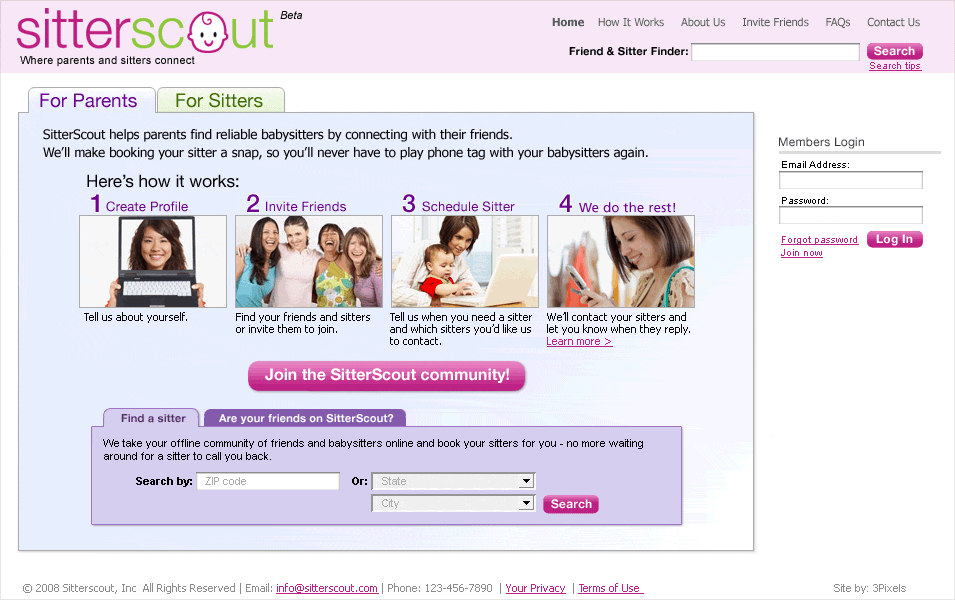 sitterscout Beta
Where parents and sitters connect
Home How It Works About Us Invite Friends FAQs Contact Us
Friend & Sitter Finder: Search
Search tips
For Parents For Sitters
SitterScout helps parents find reliable babysitters by connecting with their friends.
We'll make booking your sitter a snap, so you'll never have to play phone tag with your babysitters again.
Here's how it works:
1 Create Profile
Tell us about yourself.
2 Invite Friends
Find your friends and sitters
or invite them to join.
3 Schedule Sitter
Tell us when you need a sitter
and which sitters you'd like us
to contact.
4 We do the rest!
We'll contact your sitters and
let you know when they reply.
Learn more >
Join the SitterScout community!
Find a sitter Are your friends on SitterScout?
We take your offline community of friends and babysitters online and book your sitters for you - no more waiting
around for a sitter to call you back.
Search by: ZIP code Or: State
City Search
Members Login
Email Address:
Password:
Forgot password Log In
Join now
© 2008 Sitterscout, Inc All Rights Reserved | Email: info@sitterscout.com | Phone: 123-456-7890 | Your Privacy | Terms of Use Site by: 3Pixels